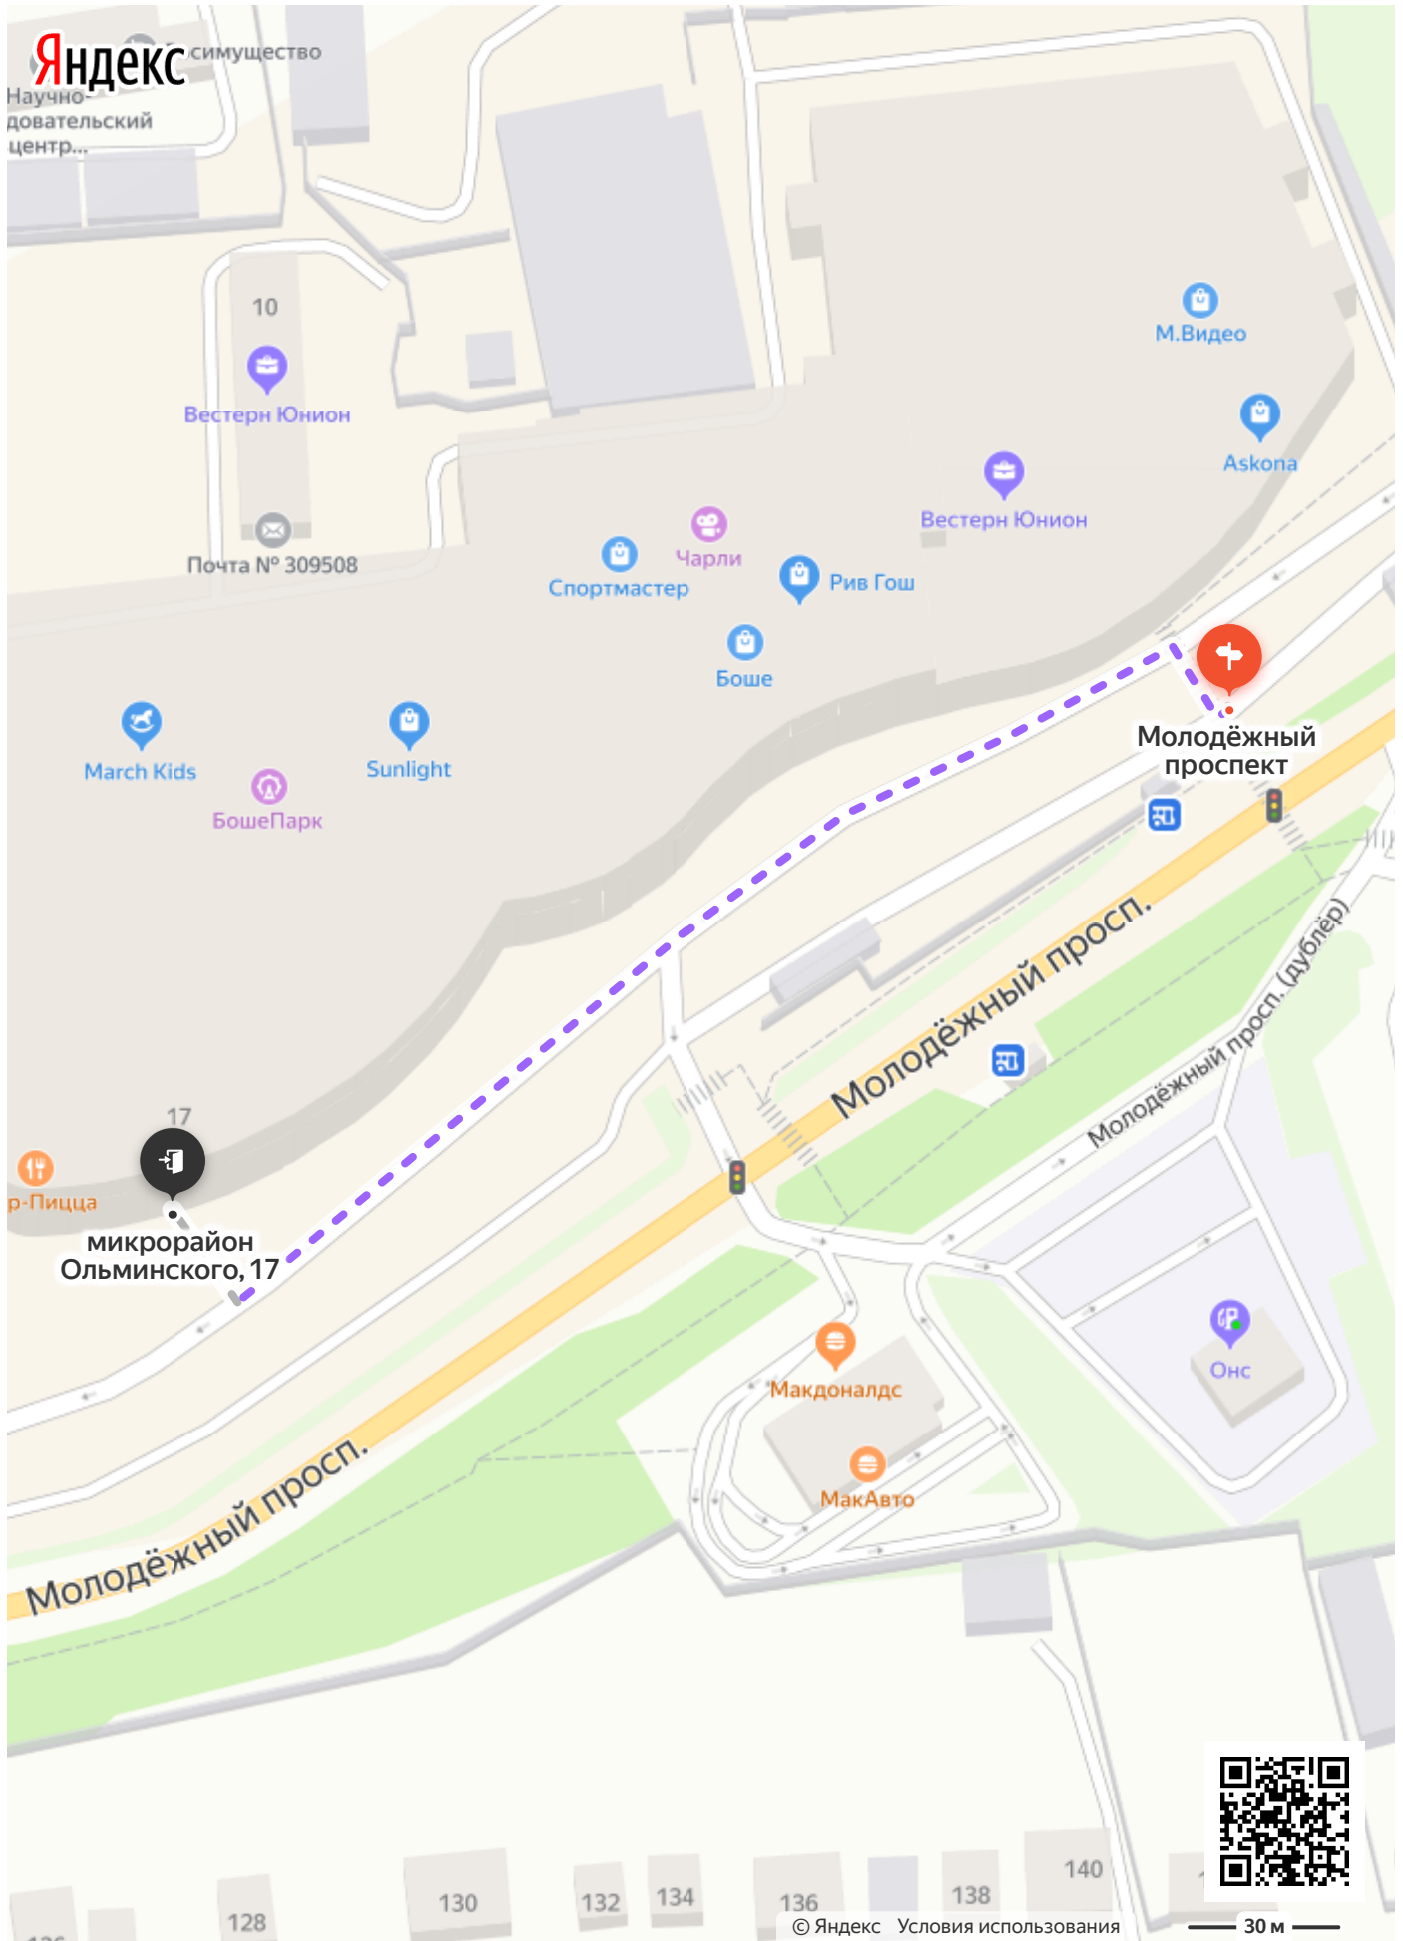 Яндекс
симущество
Научно-
довательский
центр...
10
Вестерн Юнион
Почта № 309508
М.Видео
Askona
Вестерн Юнион
Чарли
Спортмастер
Рив Гош
Боше
March Kids
Sunlight
БошеПарк
Молодёжный
проспект
Молодёжный просп.
Молодёжный просп. (дублёр)
17
р-Пицца
микрорайон
Ольминского, 17
Онс
Макдоналдс
МакАвто
Молодёжный просп.
128
130
132
134
136
138
140
© Яндекс Условия использования
30 м